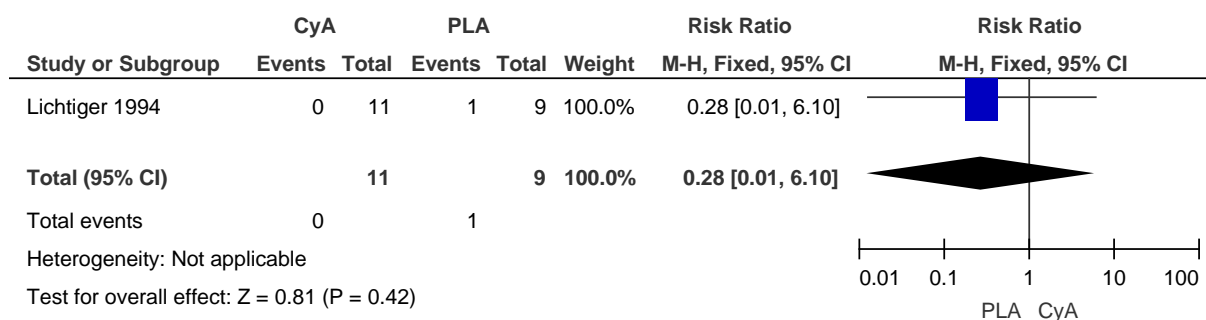 CyA PLA Risk Ratio Risk Ratio
Study or Subgroup Events Total Events Total Weight M-H, Fixed, 95% CI M-H, Fixed, 95% CI
Lichtiger 1994 0 11 1 9 100.0% 0.28 [0.01, 6.10]
Total (95% CI) 11 9 100.0% 0.28 [0.01, 6.10]
Total events 0 1
Heterogeneity: Not applicable
Test for overall effect: Z = 0.81 (P = 0.42)
0.01 0.1 1 10 100
PLA CyA